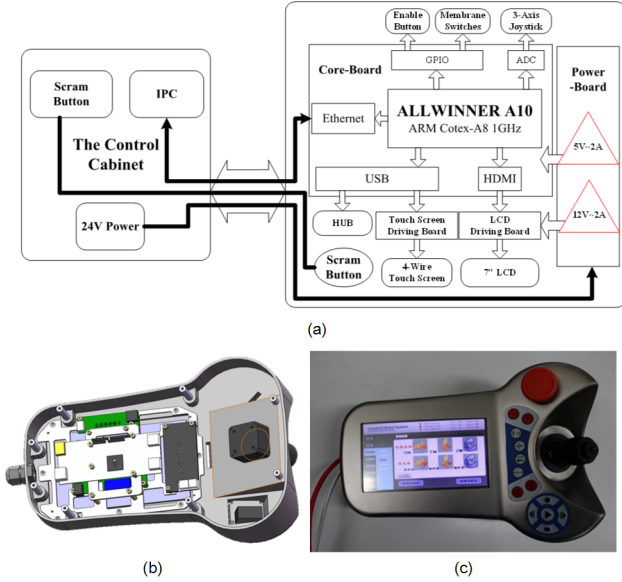 Scram
Button
IPC
The Control
Cabinet
24V Power
Enable
Button
Membrane
Switches
3-Axis
Joystick
Core-Board
GPIO
ADC
Power
-Board
Ethernet
ALLWINNER A10
ARM Cotex-A8 1GHz
5V~2A
USB
HDMI
12V~2A
HUB
Touch Screen
Driving Board
LCD
Driving Board
Scram
Button
4-Wire
Touch Screen
7" LCD
(a)
(b)
(c)